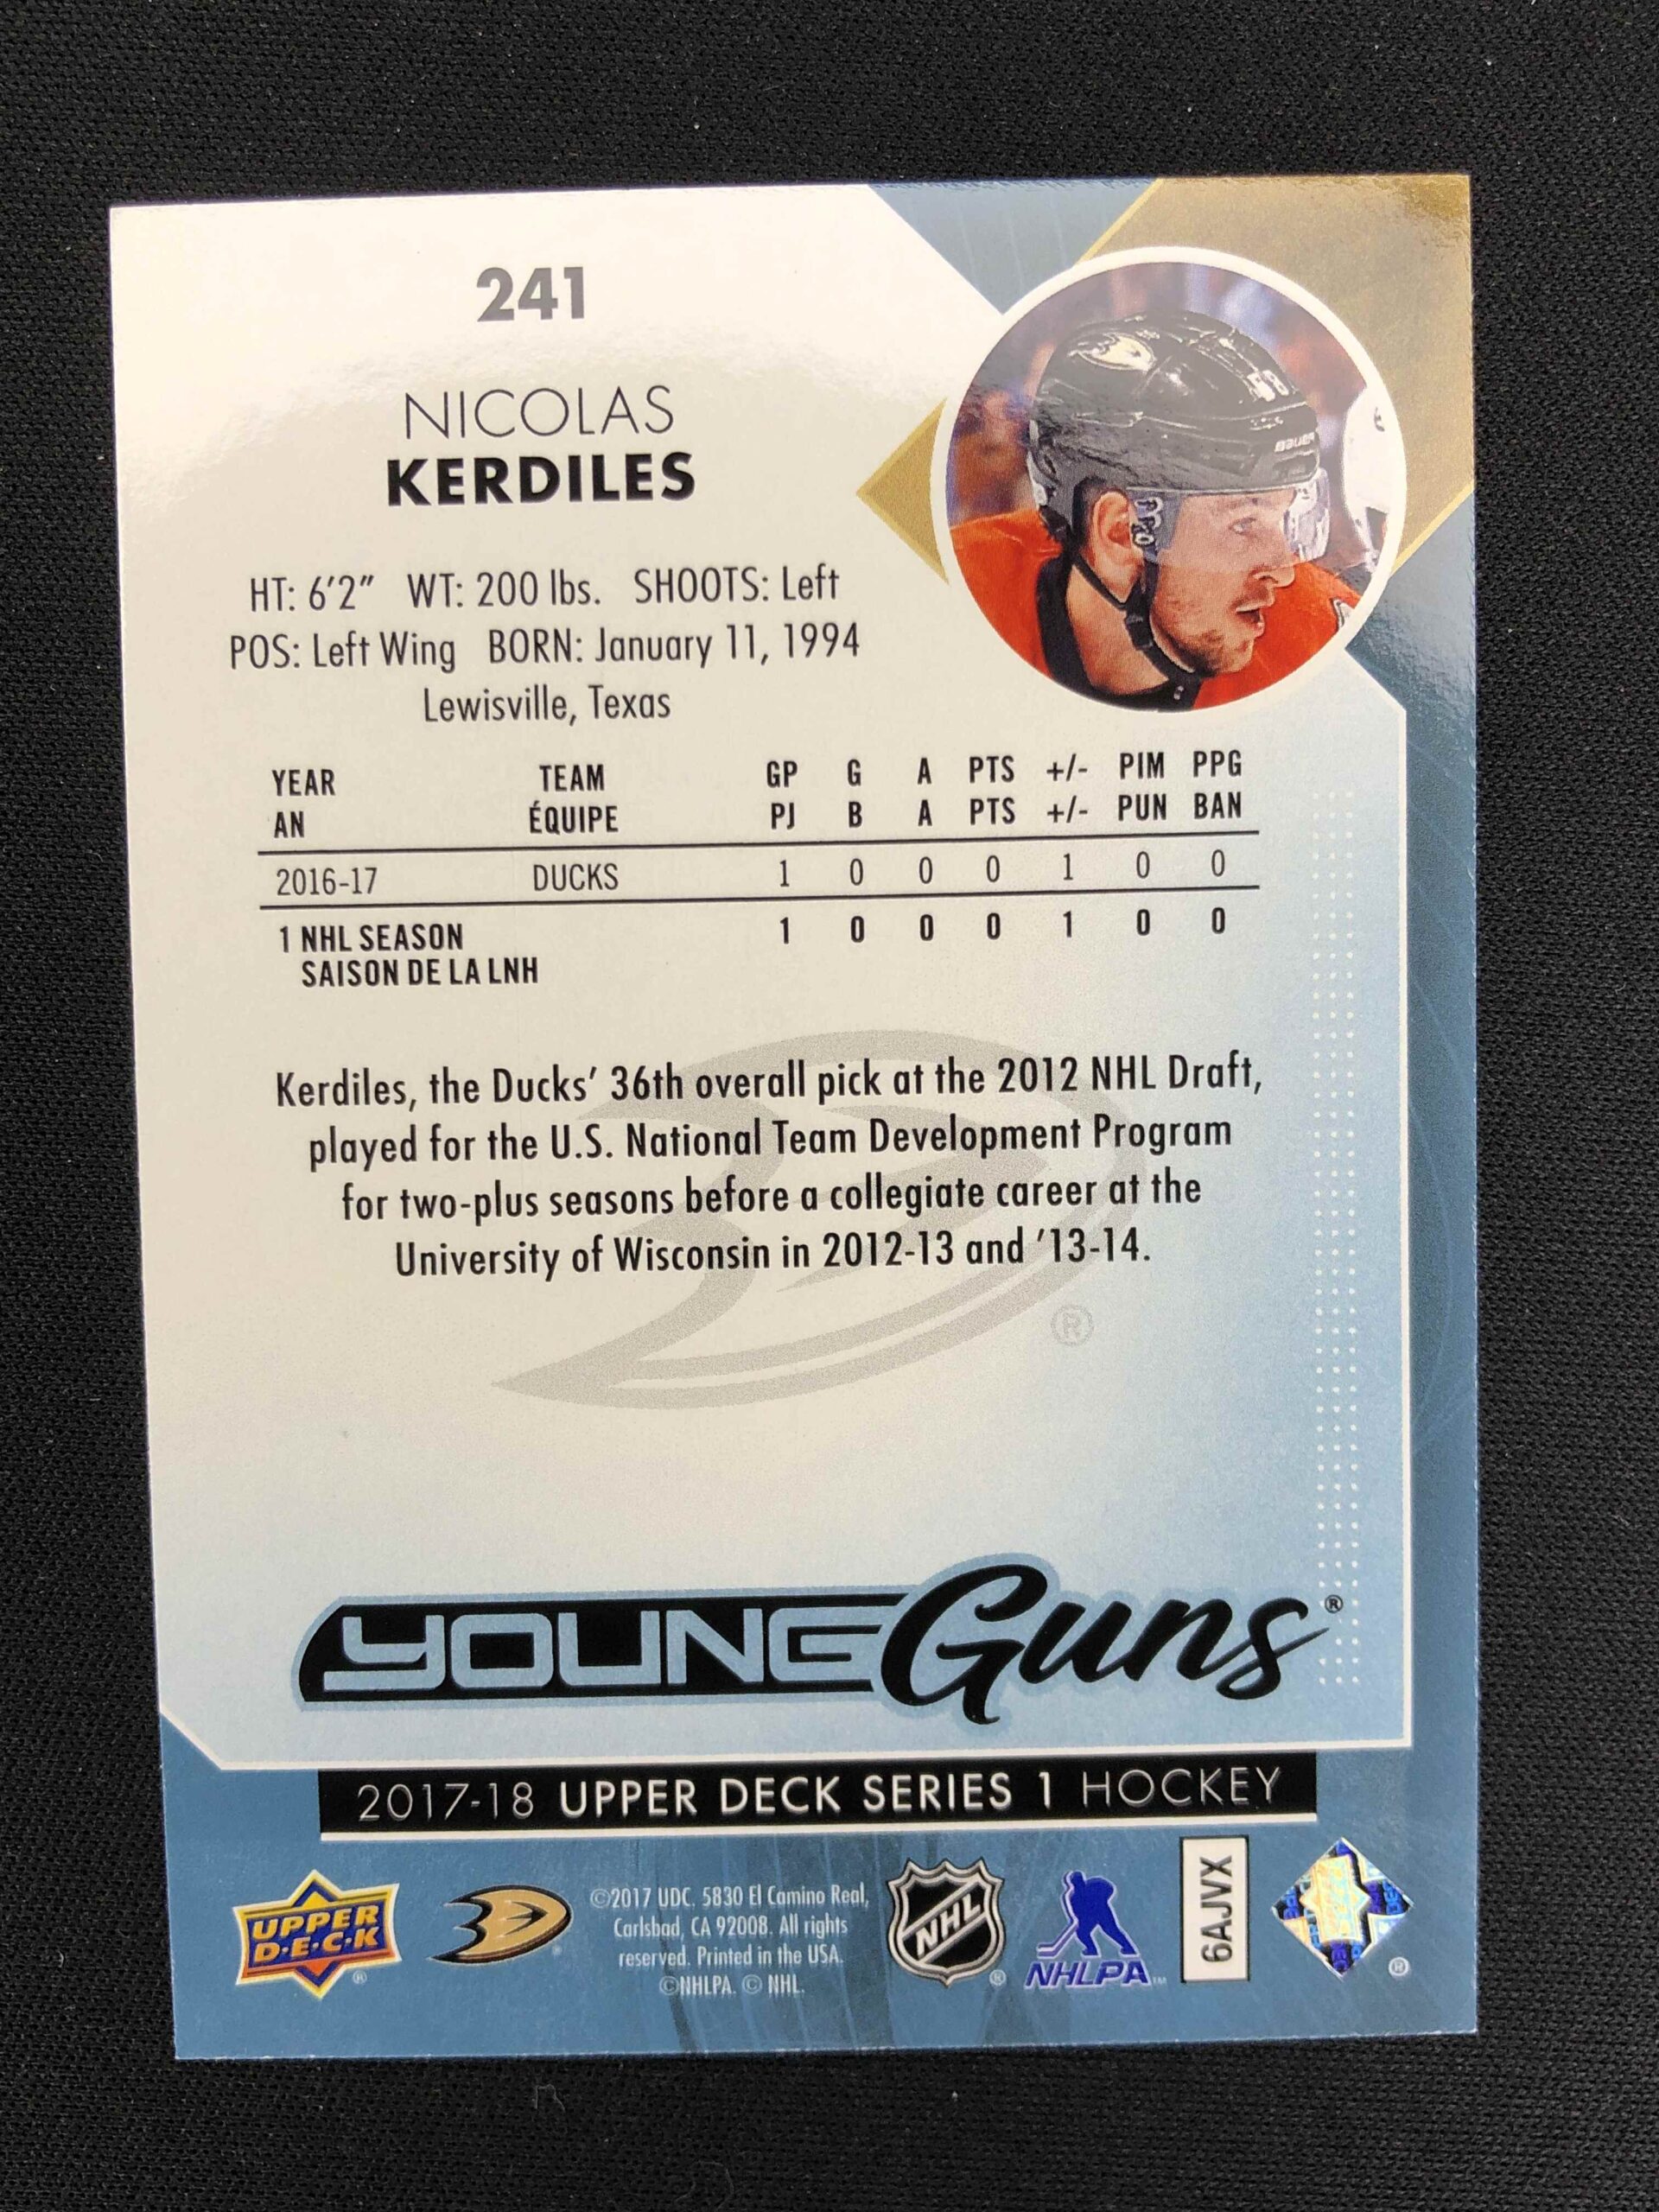 241
NICOLAS
KERDILES
HT: 6'2" WT: 200 lbs. SHOOTS: Left
POS: Left Wing BORN: January 11, 1994
Lewisville, Texas
YEAR TEAM GP G A PTS +/- PIM PPG
AN ÉQUIPE PJ B A PTS +/- PUN BAN
2016-17 DUCKS 1 0 0 0 1 0 0
1 NHL SEASON 1 0 0 0 1 0 0
SAISON DE LA LNH
Kerdiles, the Ducks' 36th overall pick at the 2012 NHL Draft,
played for the U.S. National Team Development Program
for two-plus seasons before a collegiate career at the
University of Wisconsin in 2012-13 and '13-14.
®
YOUNG Guns®
2017-18 UPPER DECK SERIES 1 HOCKEY
UPPER
D·E·C·K
®
©2017 UDC. 5830 El Camino Real,
Carlsbad, CA 92008. All rights
reserved. Printed in the USA.
©NHLPA. © NHL.
NHL
®
NHLPA™
6AJVX
®
BAUER
PRO